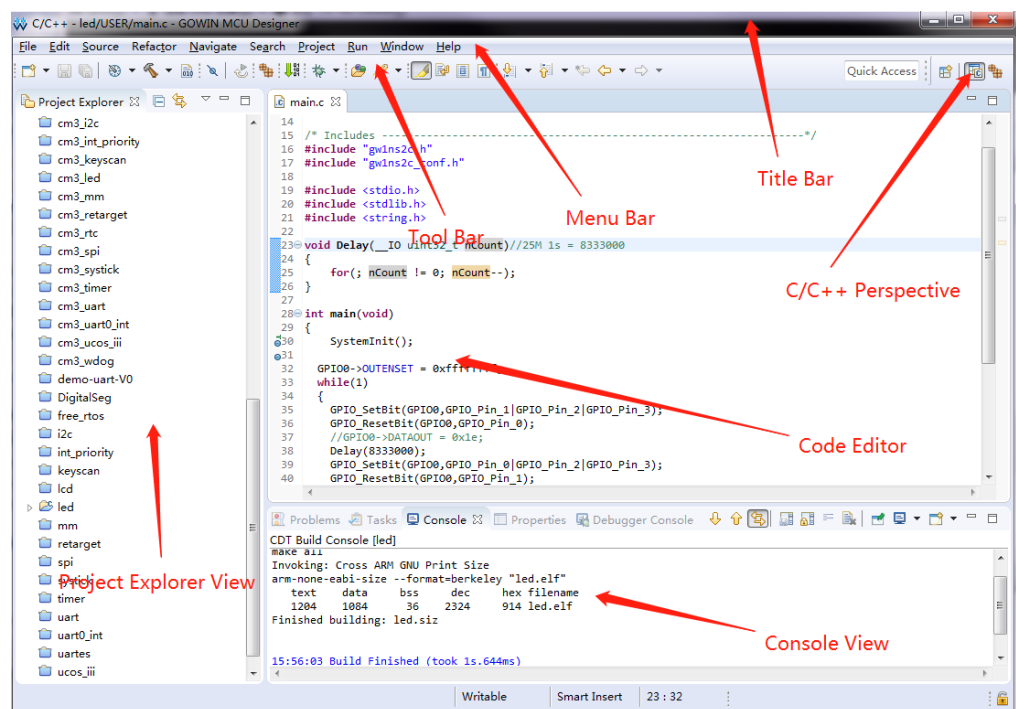 C/C++ - led/USER/main.c - GOWIN MCU Designer
File Edit Source Refactor Navigate Search Project Run Window Help
Quick Access
Project Explorer
cm3_i2c
cm3_int_priority
cm3_keyscan
cm3_led
cm3_mm
cm3_retarget
cm3_rtc
cm3_spi
cm3_systick
cm3_timer
cm3_uart
cm3_uart0_int
cm3_ucos_iii
cm3_wdog
demo-uart-V0
DigitalSeg
free_rtos
i2c
int_priority
keyscan
lcd
led
mm
retarget
spi
systick
timer
uart
uart0_int
uartes
ucos_iii
Project Explorer View
main.c
14
15 /* Includes ------------------------------------------------------------------*/
16 #include "gw1ns2c.h"
17 #include "gw1ns2c_conf.h"
18
19 #include <stdio.h>
20 #include <stdlib.h>
21 #include <string.h>
22
23 void Delay(__IO uint32_t nCount)//25M 1s = 8333000
24 {
25 for(; nCount != 0; nCount--);
26 }
27
28 int main(void)
29 {
30 SystemInit();
31
32 GPIO0->OUTENSET =
33 while(1)
34 {
35 GPIO_SetBit(GPIO0,GPIO_Pin_1|GPIO_Pin_2|GPIO_Pin_3);
36 GPIO_ResetBit(GPIO0,GPIO_Pin_0);
37 //GPIO0->DATAOUT = 0x1e;
38 Delay(8333000);
39 GPIO_SetBit(GPIO0,GPIO_Pin_0|GPIO_Pin_2|GPIO_Pin_3);
40 GPIO_ResetBit(GPIO0,GPIO_Pin_1);
Title Bar
Menu Bar
Tool Bar
C/C++ Perspective
Code Editor
Problems Tasks Console Properties Debugger Console
CDT Build Console [led]
make all
Invoking: Cross ARM GNU Print Size
arm-none-eabi-size --format=berkeley "led.elf"
text data bss dec hex filename
1204 1084 36 2324 914 led.elf
Finished building: led.siz
15:56:03 Build Finished (took 1s.644ms)
Console View
Writable Smart Insert 23 : 32